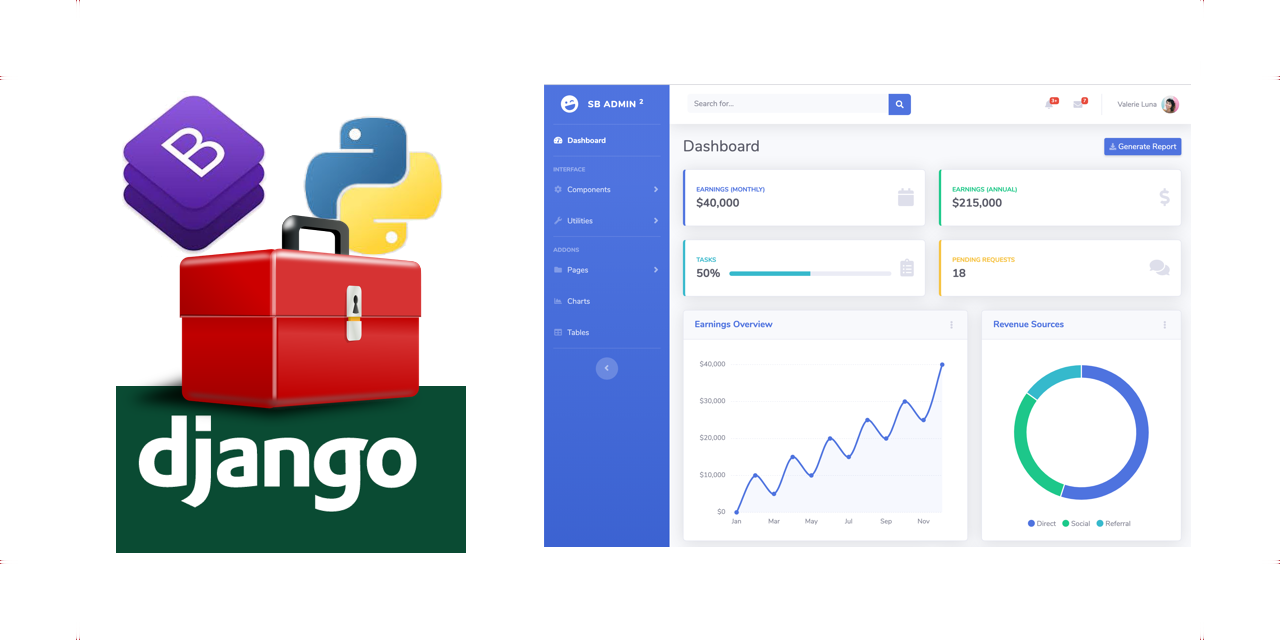 B
django
SB ADMIN 2
Search for...
3+
7
Valerie Luna
Dashboard
Dashboard
Generate Report
INTERFACE
Components
Utilities
ADDONS
Pages
Charts
Tables
EARNINGS (MONTHLY)
$40,000
EARNINGS (ANNUAL)
$215,000
TASKS
50%
PENDING REQUESTS
18
Earnings Overview
$40,000
$30,000
$20,000
$10,000
$0
Jan Mar May Jul Sep Nov
Revenue Sources
Direct Social Referral